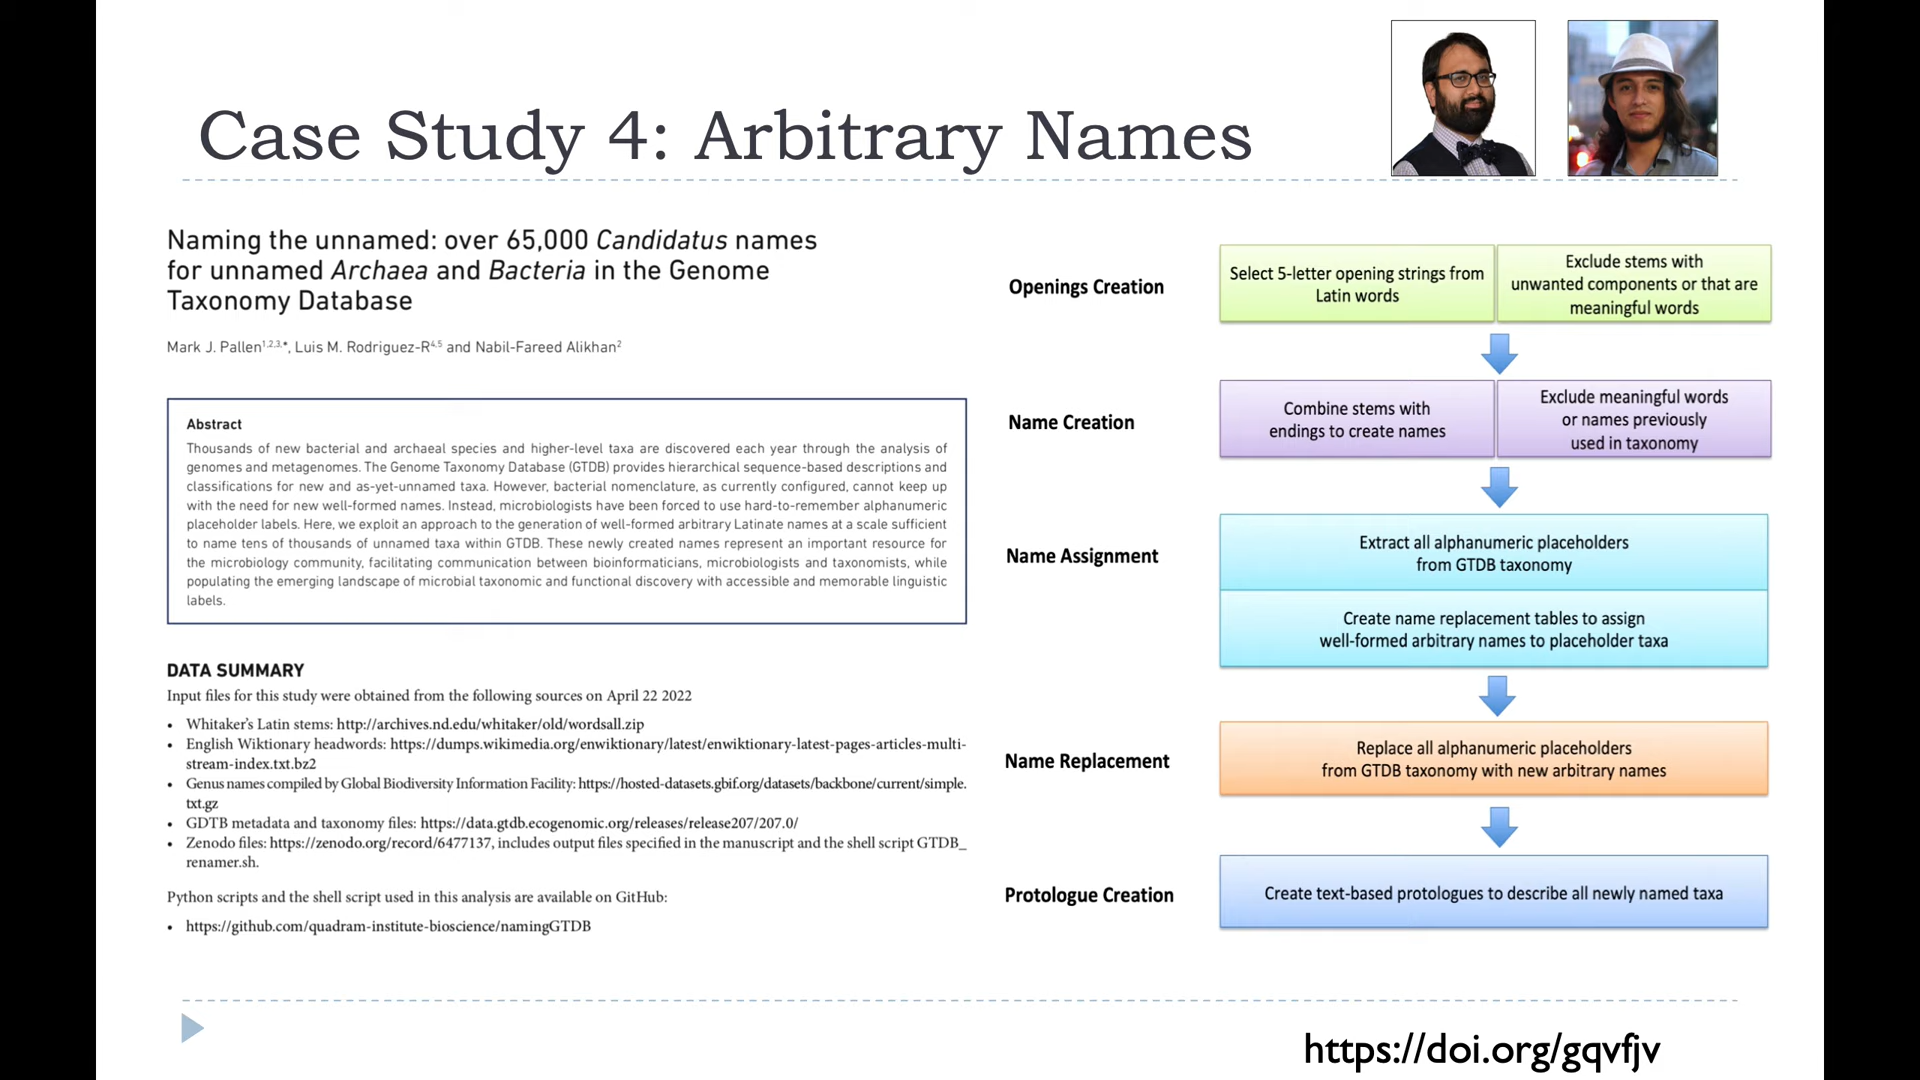 Case Study 4: Arbitrary Names
Naming the unnamed: over 65,000 Candidatus names
for unnamed Archaea and Bacteria in the Genome
Taxonomy Database
Mark J. Pallen1,2,3,*, Luis M. Rodriguez-R4,5 and Nabil-Fareed Alikhan2
Abstract
Thousands of new bacterial and archaeal species and higher-level taxa are discovered each year through the analysis of
genomes and metagenomes. The Genome Taxonomy Database (GTDB) provides hierarchical sequence-based descriptions and
classifications for new and as-yet-unnamed taxa. However, bacterial nomenclature, as currently configured, cannot keep up
with the need for new well-formed names. Instead, microbiologists have been forced to use hard-to-remember alphanumeric
placeholder labels. Here, we exploit an approach to the generation of well-formed arbitrary Latinate names at a scale sufficient
to name tens of thousands of unnamed taxa within GTDB. These newly created names represent an important resource for
the microbiology community, facilitating communication between bioinformaticians, microbiologists and taxonomists, while
populating the emerging landscape of microbial taxonomic and functional discovery with accessible and memorable linguistic
labels.
DATA SUMMARY
Input files for this study were obtained from the following sources on April 22 2022
• Whitaker's Latin stems: http://archives.nd.edu/whitaker/old/wordsall.zip
• English Wiktionary headwords: https://dumps.wikimedia.org/enwiktionary/latest/enwiktionary-latest-pages-articles-multi-
stream-index.txt.bz2
• Genus names compiled by Global Biodiversity Information Facility: https://hosted-datasets.gbif.org/datasets/backbone/current/simple.
txt.gz
• GDTB metadata and taxonomy files: https://data.gtdb.ecogenomic.org/releases/release207/207.0/
• Zenodo files: https://zenodo.org/record/6477137, includes output files specified in the manuscript and the shell script GTDB_
renamer.sh.
Python scripts and the shell script used in this analysis are available on GitHub:
• https://github.com/quadram-institute-bioscience/namingGTDB
Openings Creation
Select 5-letter opening strings from
Latin words
Exclude stems with
unwanted components or that are
meaningful words
Name Creation
Combine stems with
endings to create names
Exclude meaningful words
or names previously
used in taxonomy
Name Assignment
Extract all alphanumeric placeholders
from GTDB taxonomy
Create name replacement tables to assign
well-formed arbitrary names to placeholder taxa
Name Replacement
Replace all alphanumeric placeholders
from GTDB taxonomy with new arbitrary names
Protologue Creation
Create text-based protologues to describe all newly named taxa
https://doi.org/gqvfjv